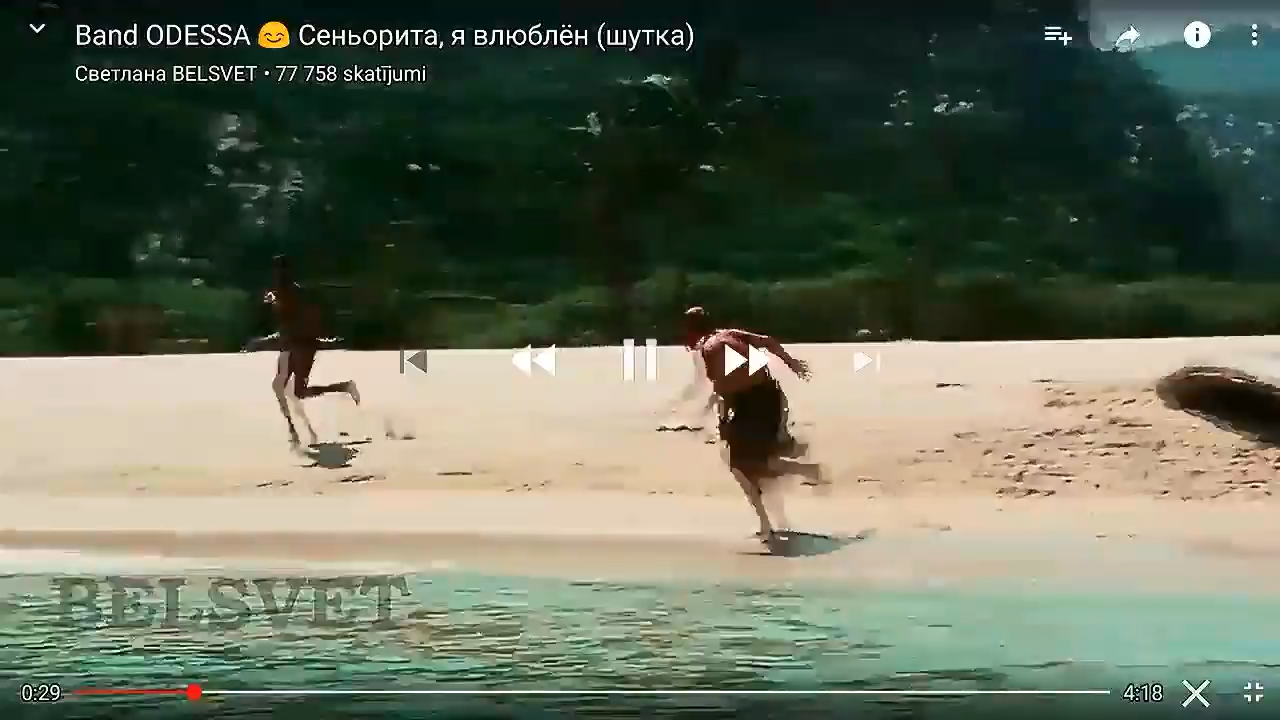 Band ODESSA 😊 Сеньорита, я влюблён (шутка)
Светлана BELSVET • 77 758 skatījumi
BELSVET
0:29
4:18